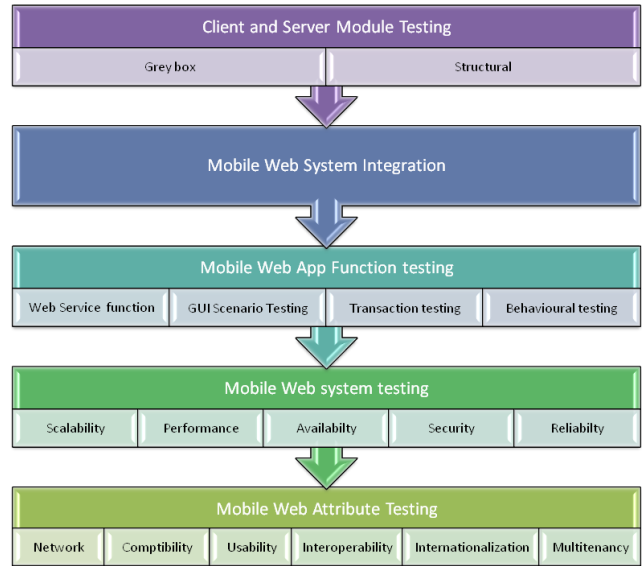 Client and Server Module Testing
Grey box
Structural
Mobile Web System Integration
Mobile Web App Function testing
Web Service function
GUI Scenario Testing
Transaction testing
Behavioural testing
Mobile Web system testing
Scalability
Performance
Availabilty
Security
Reliabilty
Mobile Web Attribute Testing
Network
Comptibility
Usability
Interoperability
Internationalization
Multitenancy